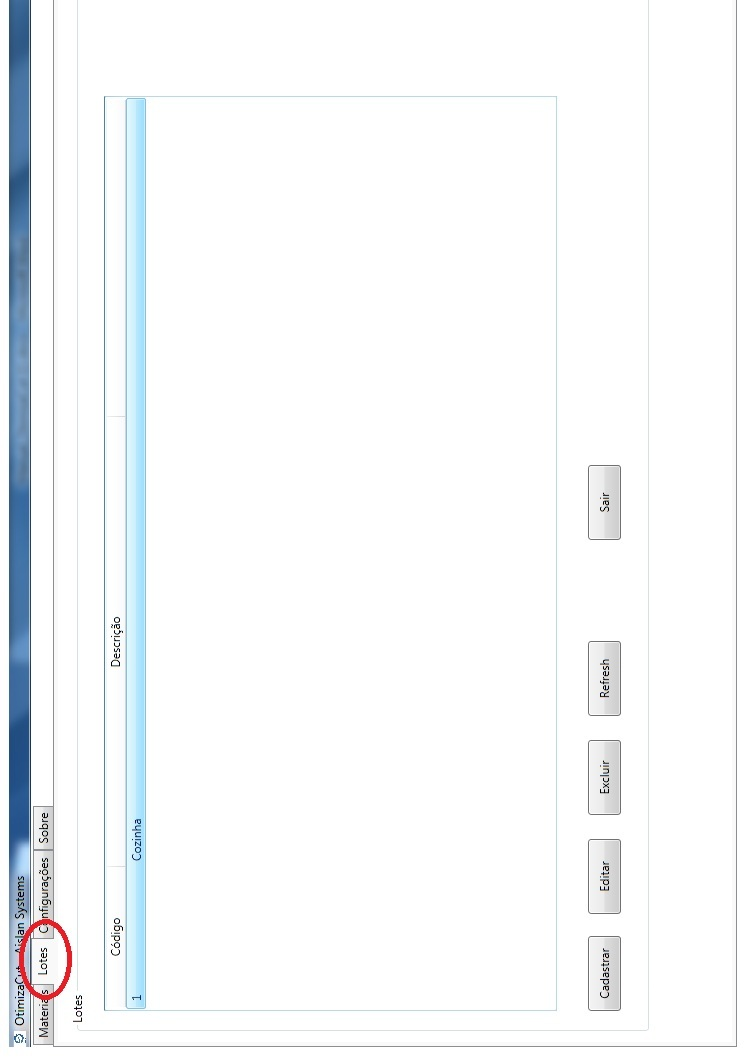 OtimizaCut - Aislan Systems
Materiais Lotes Configurações Sobre
Lotes
Código Descrição
1 Cozinha
Cadastrar Editar Excluir Refresh Sair